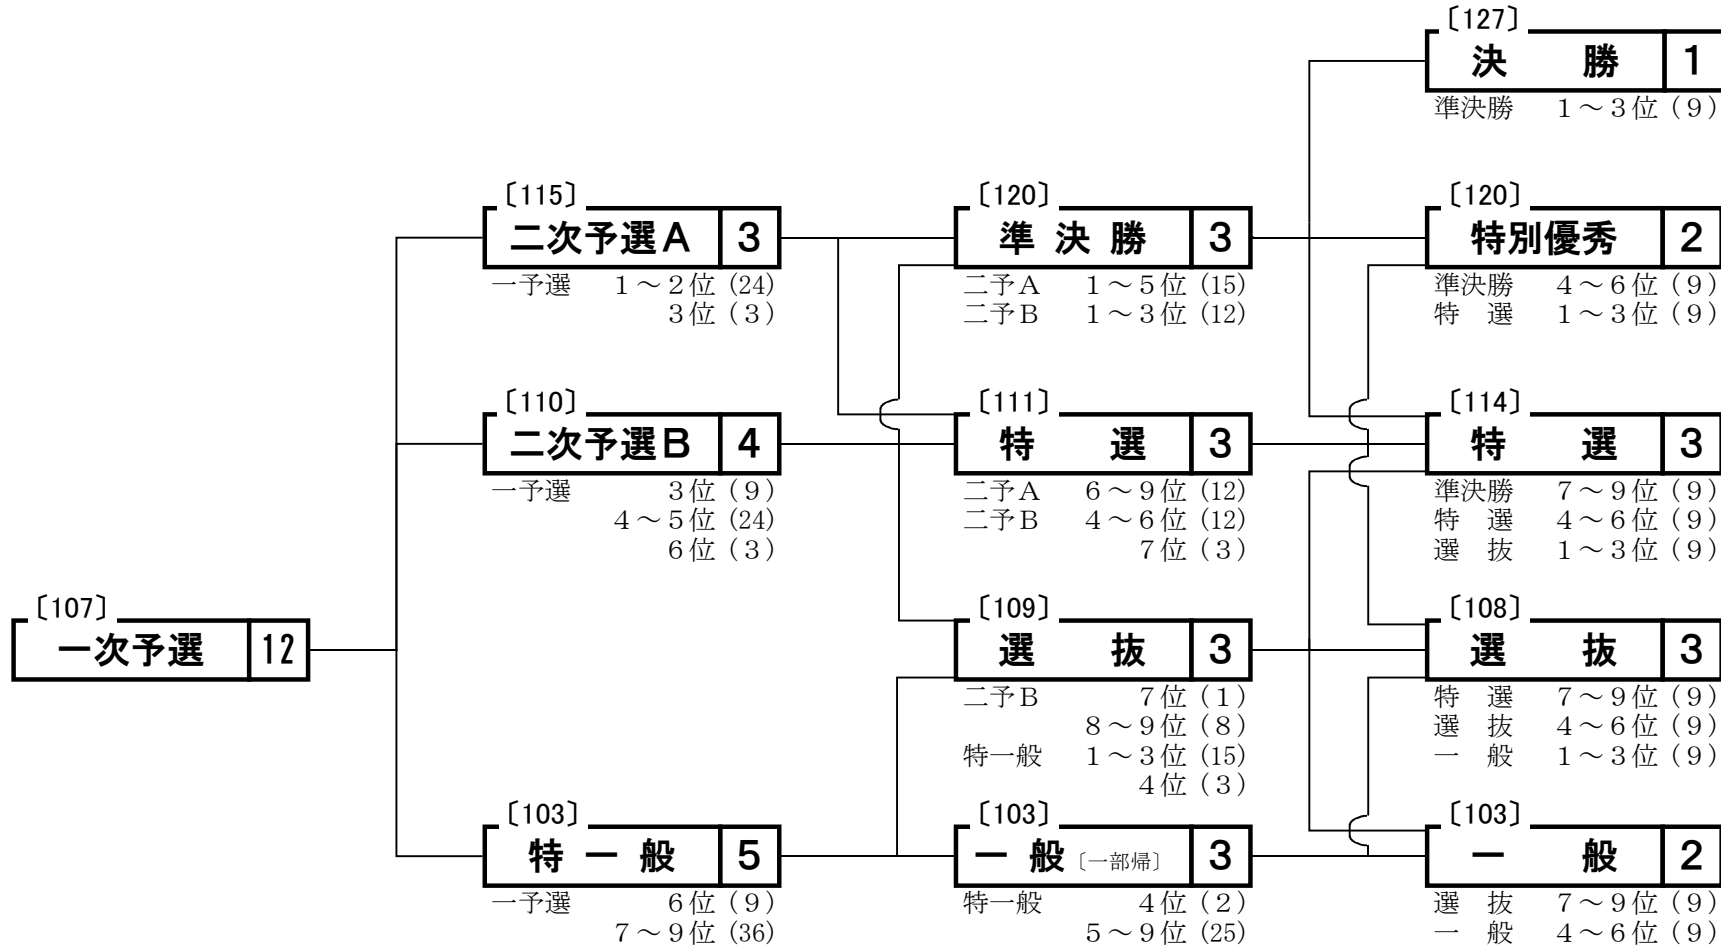 〔107〕
一次予選 12
〔115〕
二次予選Ａ 3
一予選 １～２位 (24)
３位 (３)
〔110〕
二次予選Ｂ 4
一予選 ３位 (９)
４～５位 (24)
６位 (３)
〔103〕
特一般 5
一予選 ６位 (９)
７～９位 (36)
〔120〕
準決勝 3
二予Ａ １～５位 (15)
二予Ｂ １～３位 (12)
〔111〕
特選 3
二予Ａ ６～９位 (12)
二予Ｂ ４～６位 (12)
７位 (３)
〔109〕
選抜 3
二予Ｂ ７位 (１)
８～９位 (８)
特一般 １～３位 (15)
４位 (３)
〔103〕
一般〔一部帰〕 3
特一般 ４位 (２)
５～９位 (25)
〔127〕
決勝 1
準決勝 １～３位 (９)
〔120〕
特別優秀 2
準決勝 ４～６位 (９)
特選 １～３位 (９)
〔114〕
特選 3
準決勝 ７～９位 (９)
特選 ４～６位 (９)
選抜 １～３位 (９)
〔108〕
選抜 3
特選 ７～９位 (９)
選抜 ４～６位 (９)
一般 １～３位 (９)
〔103〕
一般 2
選抜 ７～９位 (９)
一般 ４～６位 (９)